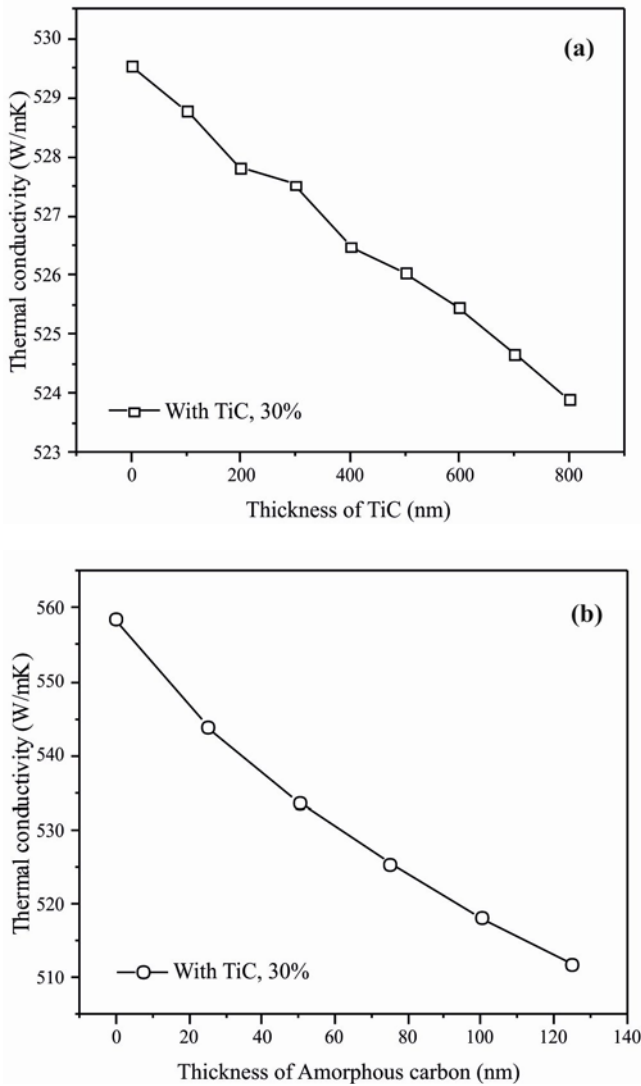 (a)
Thermal conductivity (W/mK)
530
529
528
527
526
525
524
523
With TiC, 30%
0 200 400 600 800
Thickness of TiC (nm)
(b)
Thermal conductivity (W/mK)
560
550
540
530
520
510
With TiC, 30%
0 20 40 60 80 100 120 140
Thickness of Amorphous carbon (nm)